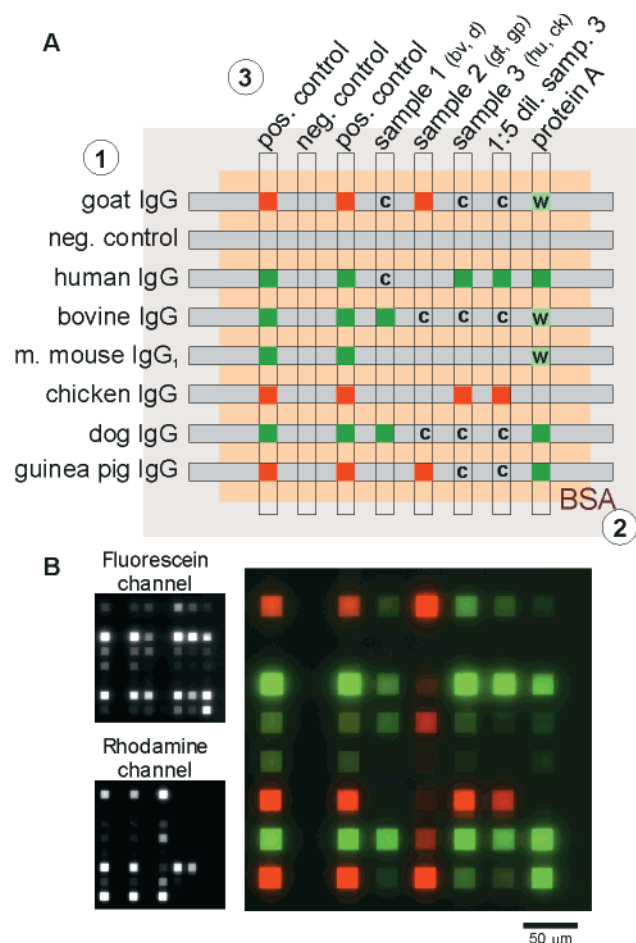 A
3
pos. control
neg. control
pos. control
sample 1 (bv, d)
sample 2 (gt, gp)
sample 3 (hu, ck)
1:5 dil. samp. 3
protein A
1
goat IgG c c c w
neg. control
human IgG c
bovine IgG c c c w
m. mouse IgG₁ w
chicken IgG
dog IgG c c c
guinea pig IgG c c
BSA
2
B
Fluorescein
channel
Rhodamine
channel
50 µm